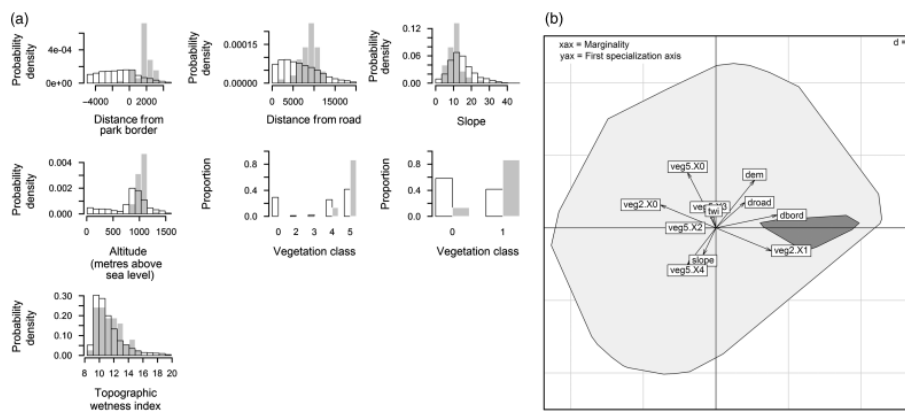 (a)
Probability
density
4e-04
0e+00
-4000 0 2000
Distance from
park border
Probability
density
0.00015
0.00000
0 5000 15000
Distance from road
Probability
density
0.12
0.06
0.00
0 10 20 30 40
Slope
Probability
density
0.004
0.002
0.000
0 500 1000 1500
Altitude
(metres above
sea level)
Proportion
0.8
0.4
0.0
0 1 2 3 4 5
Vegetation class
Proportion
0.8
0.4
0.0
0 1
Vegetation class
Probability
density
0.30
0.20
0.10
0.00
8 10 12 14 16 18 20
Topographic
wetness index
(b)
xax = Marginality
yax = First specialization axis
d =
veg5.X0
dem
veg2.X0
droad
twi
dbord
veg5.X2
veg2.X1
slope
veg5.X4